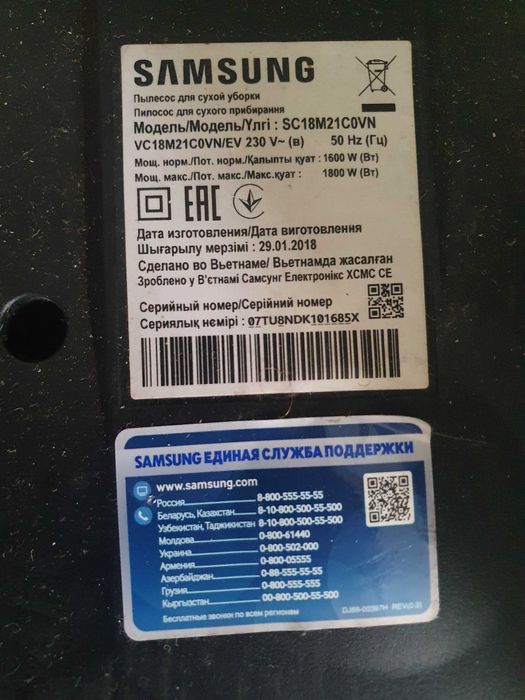 SAMSUNG
Пылесос для сухой уборки
Пилосос для сухого прибирання
Модель/Модель/Үлгі : SC18M21C0VN
VC18M21C0VN/EV 230 V~ (в) 50 Hz (Гц)
Мощ. норм./Пот. норм./Қалыпты қуат : 1600 W (Вт)
Мощ. макс./Пот. макс./Макс.қуат : 1800 W (Вт)
EAC
Дата изготовления/Дата виготовлення
Шығарылу мерзімі : 29.01.2018
Сделано во Вьетнаме/ Вьетнамда жасалған
Зроблено у В'єтнамі Самсунг Електронікс ХСМС СЕ
Серийный номер/Серійний номер
Сериялық нөмірі : 07TU8NDK101685X
SAMSUNG ЕДИНАЯ СЛУЖБА ПОДДЕРЖКИ
www.samsung.com
Россия 8-800-555-55-55
Беларусь, Казахстан 8-10-800-500-55-500
Узбекистан, Таджикистан 8-10-800-500-55-500
Молдова 0-800-61440
Украина 0-800-502-000
Армения 0-800-05555
Азербайджан 0-88-555-55-55
Грузия 0-800-555-555
Кыргызстан 00-800-500-55-500
Бесплатные звонки по всем регионам
DJ68-00397H REV(0.3)